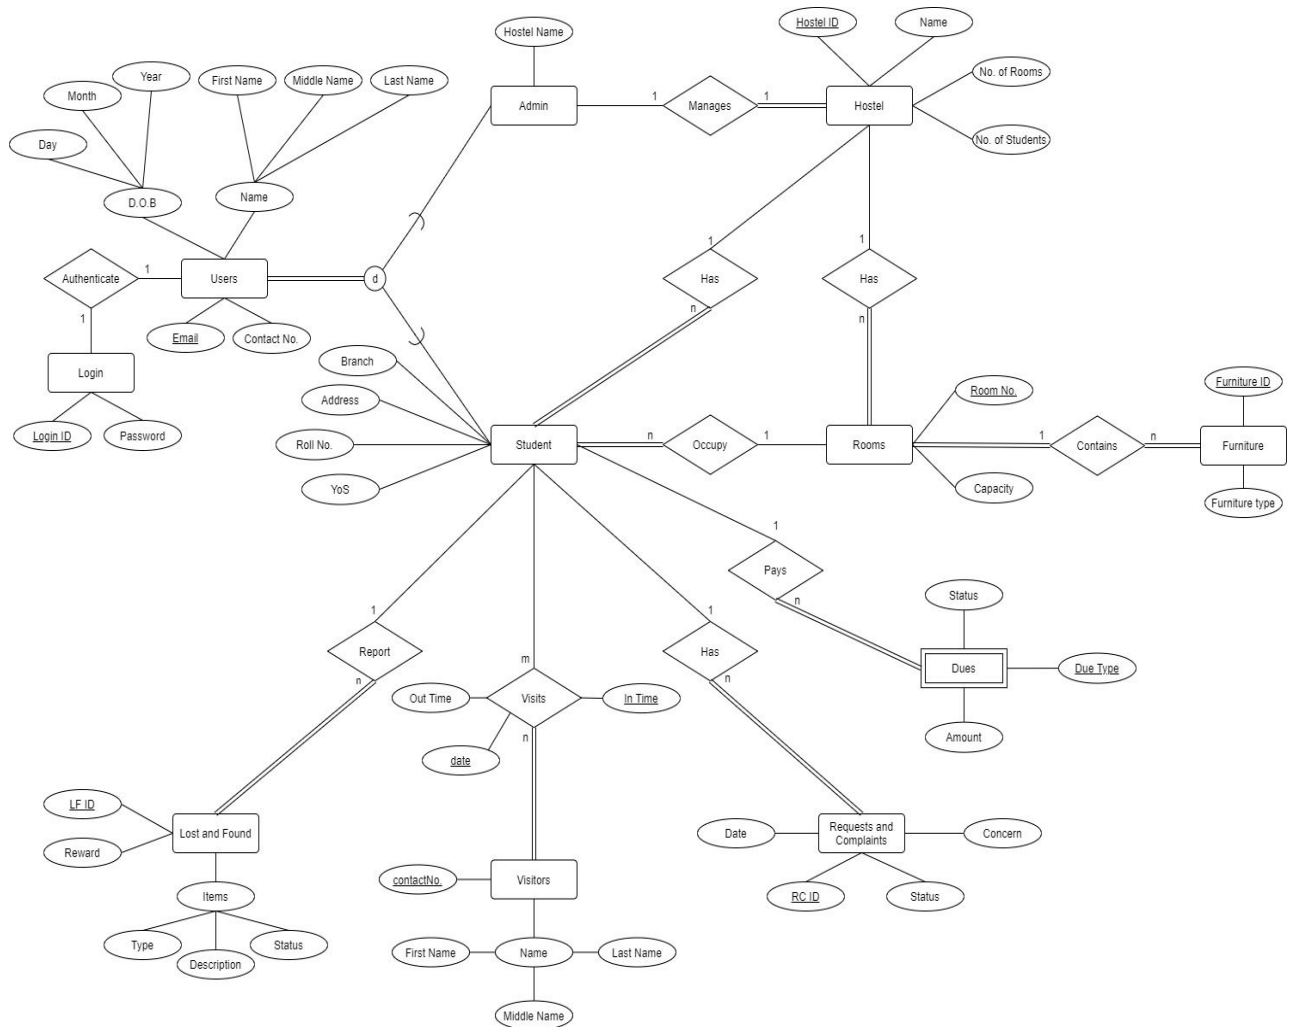 Hostel Name
Hostel ID
Name
Year
Month
First Name
Middle Name
Last Name
No. of Rooms
Admin
1
Manages
1
Hostel
Day
No. of Students
D.O.B
Name
Authenticate
1
Users
d
1
Has
n
1
Has
n
1
Email
Contact No.
Login
Branch
Login ID
Password
Address
Roll No.
YoS
Student
n
Occupy
1
Rooms
Room No.
Capacity
1
Contains
n
Furniture ID
Furniture
Furniture type
1
Pays
n
Status
Dues
Due Type
Amount
1
Report
n
m
Out Time
Visits
In Time
n
date
1
Has
n
LF ID
Lost and Found
Reward
Items
Type
Description
Status
contactNo.
Visitors
First Name
Name
Last Name
Middle Name
Date
Requests and
Complaints
Concern
RC ID
Status